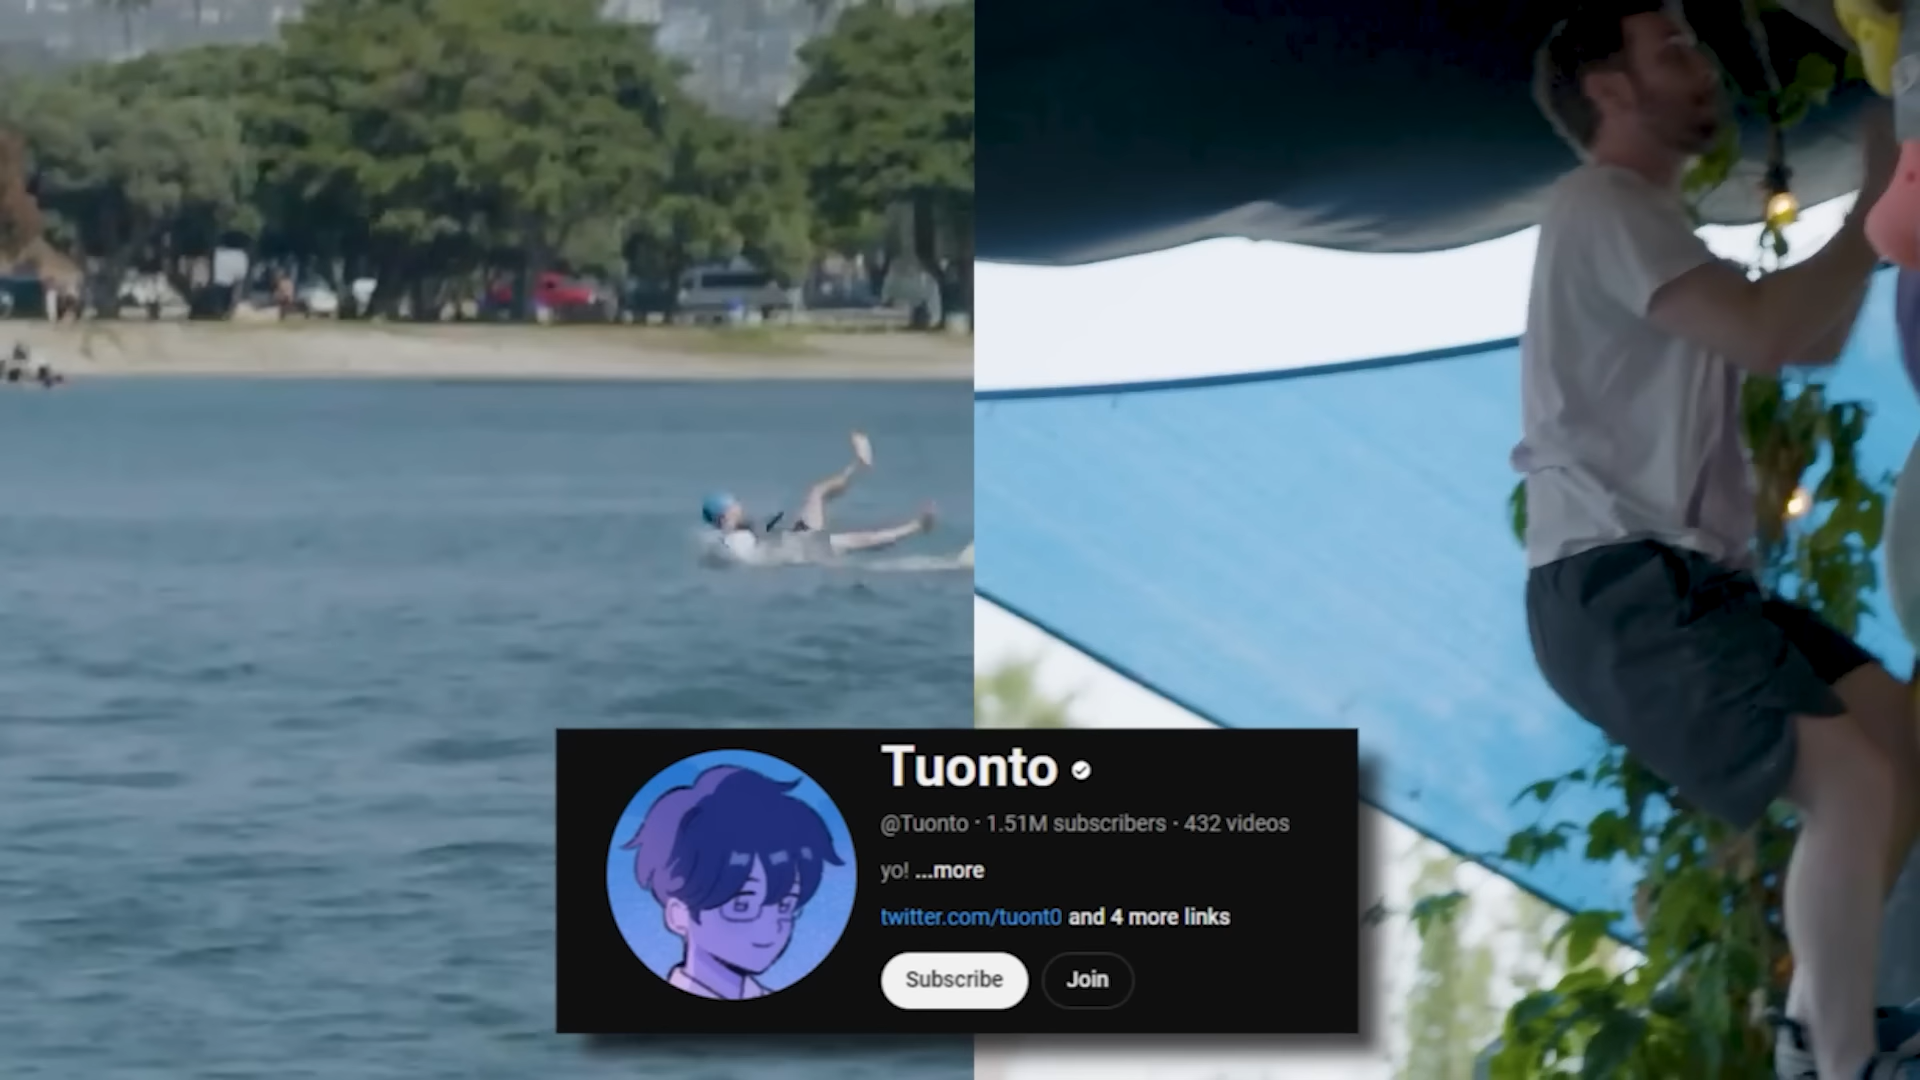 Tuonto
@Tuonto · 1.51M subscribers · 432 videos
yo! ...more
twitter.com/tuont0 and 4 more links
Subscribe
Join